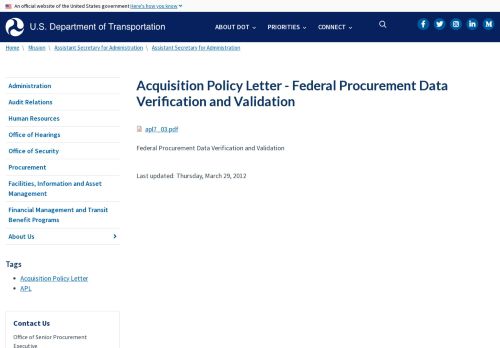 An official website of the United States government Here's how you know
U.S. Department of Transportation
ABOUT DOT
PRIORITIES
CONNECT
Home \ Mission \ Assistant Secretary for Administration \ Assistant Secretary for Administration
Administration
Audit Relations
Human Resources
Office of Hearings
Office of Security
Procurement
Facilities, Information and Asset
Management
Financial Management and Transit
Benefit Programs
About Us
Tags
Acquisition Policy Letter
APL
Contact Us
Office of Senior Procurement
Executive
Acquisition Policy Letter - Federal Procurement Data
Verification and Validation
apl7_03.pdf
Federal Procurement Data Verification and Validation
Last updated: Thursday, March 29, 2012